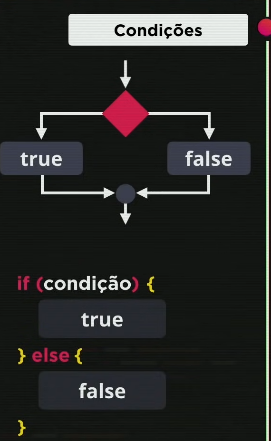 Condições
true false
if (condição) {
true
} else {
false
}